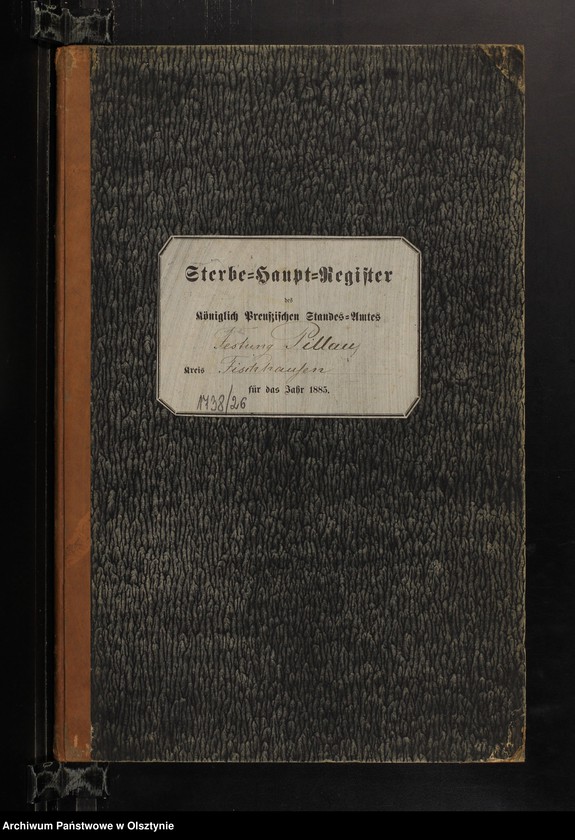 Sterbe=Haupt=Register
des
Königlich Preußischen Standes=Amtes
Festung Pillau
Kreis Fischhausen
für das Jahr 1885.
1738/26
Archiwum Państwowe w Olsztynie